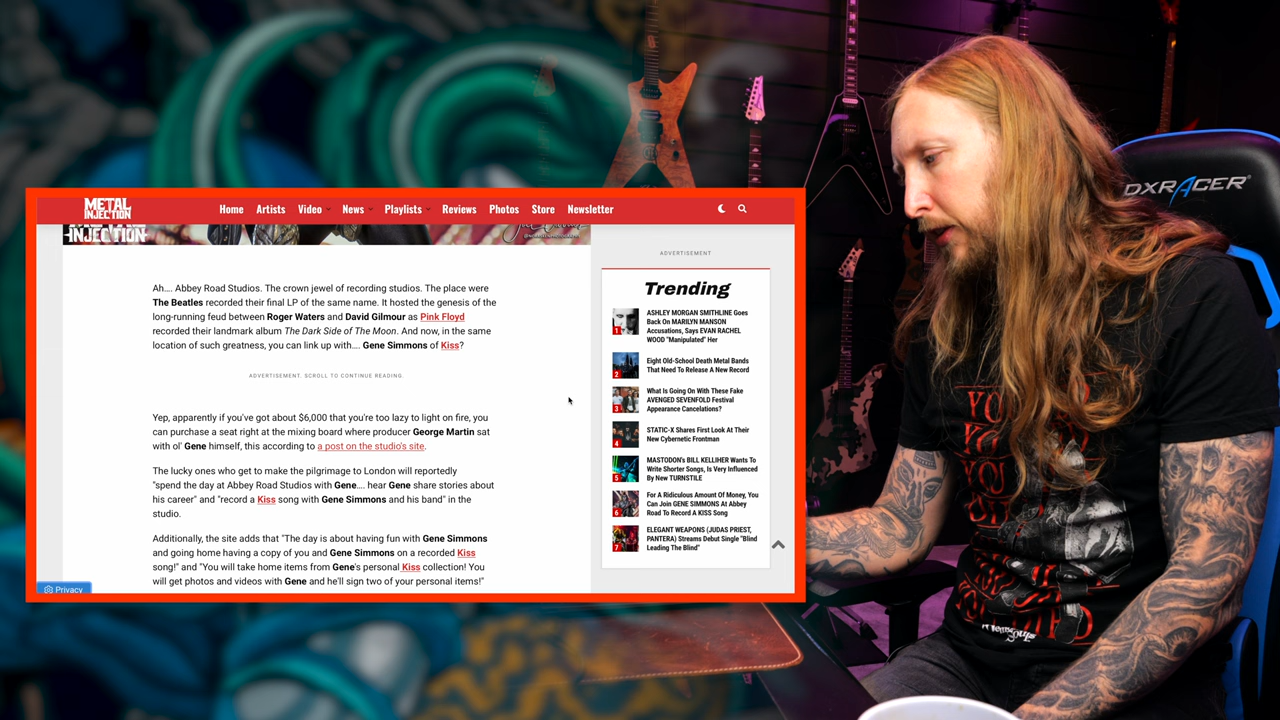 METAL
INJECTION
Home Artists Video News Playlists Reviews Photos Store Newsletter
INJECTION
Ah.... Abbey Road Studios. The crown jewel of recording studios. The place were
The Beatles recorded their final LP of the same name. It hosted the genesis of the
long-running feud between Roger Waters and David Gilmour as Pink Floyd
recorded their landmark album The Dark Side of The Moon. And now, in the same
location of such greatness, you can link up with.... Gene Simmons of Kiss?
ADVERTISEMENT. SCROLL TO CONTINUE READING.
Yep, apparently if you've got about $6,000 that you're too lazy to light on fire, you
can purchase a seat right at the mixing board where producer George Martin sat
with ol' Gene himself, this according to a post on the studio's site.
The lucky ones who get to make the pilgrimage to London will reportedly
"spend the day at Abbey Road Studios with Gene.... hear Gene share stories about
his career" and "record a Kiss song with Gene Simmons and his band" in the
studio.
Additionally, the site adds that "The day is about having fun with Gene Simmons
and going home having a copy of you and Gene Simmons on a recorded Kiss
song!" and "You will take home items from Gene's personal Kiss collection! You
will get photos and videos with Gene and he'll sign two of your personal items!"
Privacy
ADVERTISEMENT
Trending
1
ASHLEY MORGAN SMITHLINE Goes
Back On MARILYN MANSON
Accusations, Says EVAN RACHEL
WOOD "Manipulated" Her
2
Eight Old-School Death Metal Bands
That Need To Release A New Record
3
What Is Going On With These Fake
AVENGED SEVENFOLD Festival
Appearance Cancelations?
4
STATIC-X Shares First Look At Their
New Cybernetic Frontman
5
MASTODON's BILL KELLIHER Wants To
Write Shorter Songs, Is Very Influenced
By New TURNSTILE
6
For A Ridiculous Amount Of Money, You
Can Join GENE SIMMONS At Abbey
Road To Record A KISS Song
7
ELEGANT WEAPONS (JUDAS PRIEST,
PANTERA) Streams Debut Single "Blind
Leading The Blind"
DXRACER